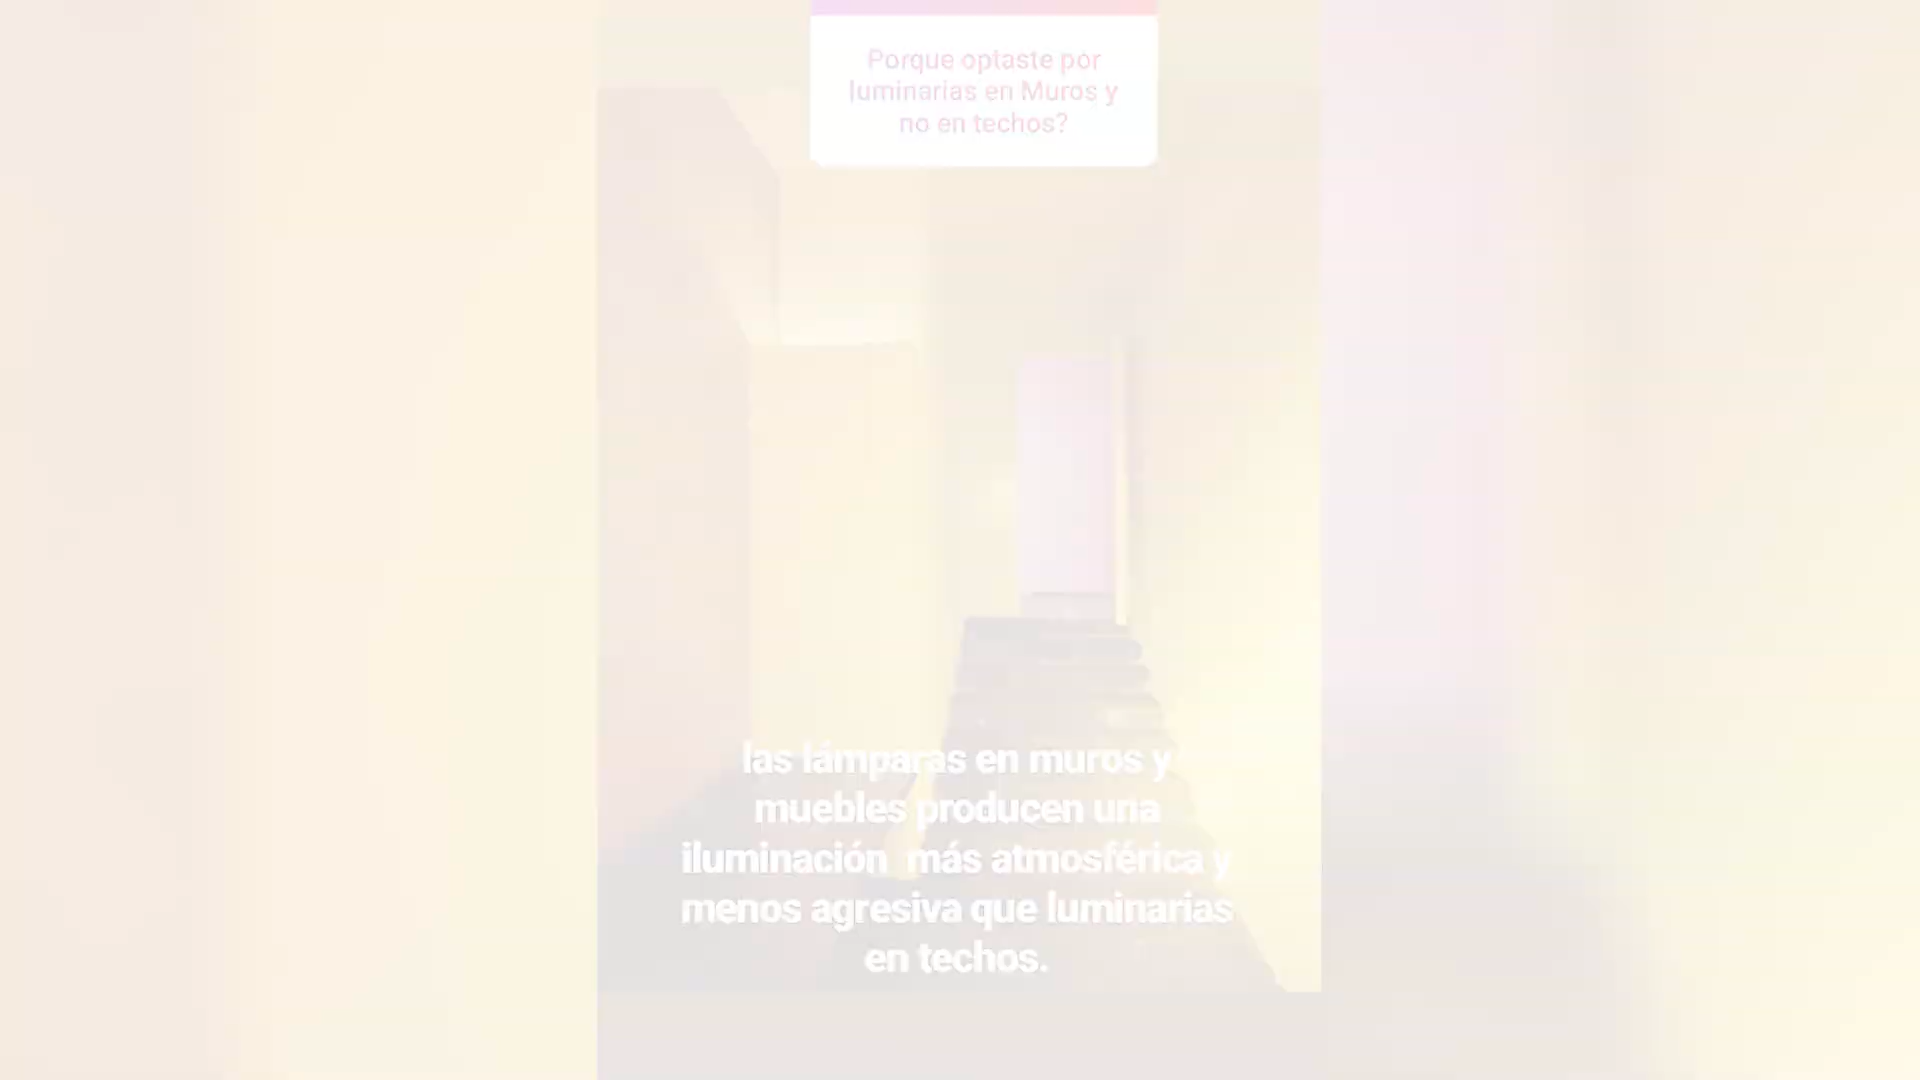 Porque optaste por
luminarias en Muros y
no en techos?
las lámparas en muros y
muebles producen una
iluminación más atmosférica y
menos agresiva que luminarias
en techos.